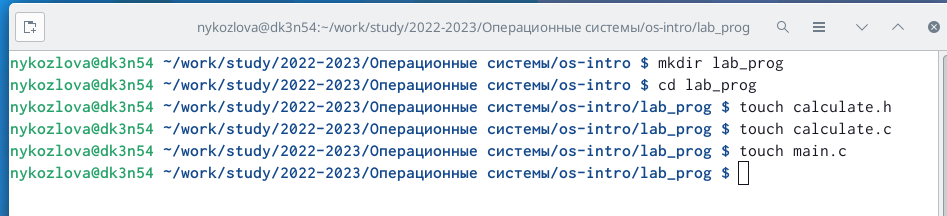 nykozlova@dk3n54:~/work/study/2022-2023/Операционные системы/os-intro/lab_prog
nykozlova@dk3n54 ~/work/study/2022-2023/Операционные системы/os-intro $ mkdir lab_prog
nykozlova@dk3n54 ~/work/study/2022-2023/Операционные системы/os-intro $ cd lab_prog
nykozlova@dk3n54 ~/work/study/2022-2023/Операционные системы/os-intro/lab_prog $ touch calculate.h
nykozlova@dk3n54 ~/work/study/2022-2023/Операционные системы/os-intro/lab_prog $ touch calculate.c
nykozlova@dk3n54 ~/work/study/2022-2023/Операционные системы/os-intro/lab_prog $ touch main.c
nykozlova@dk3n54 ~/work/study/2022-2023/Операционные системы/os-intro/lab_prog $